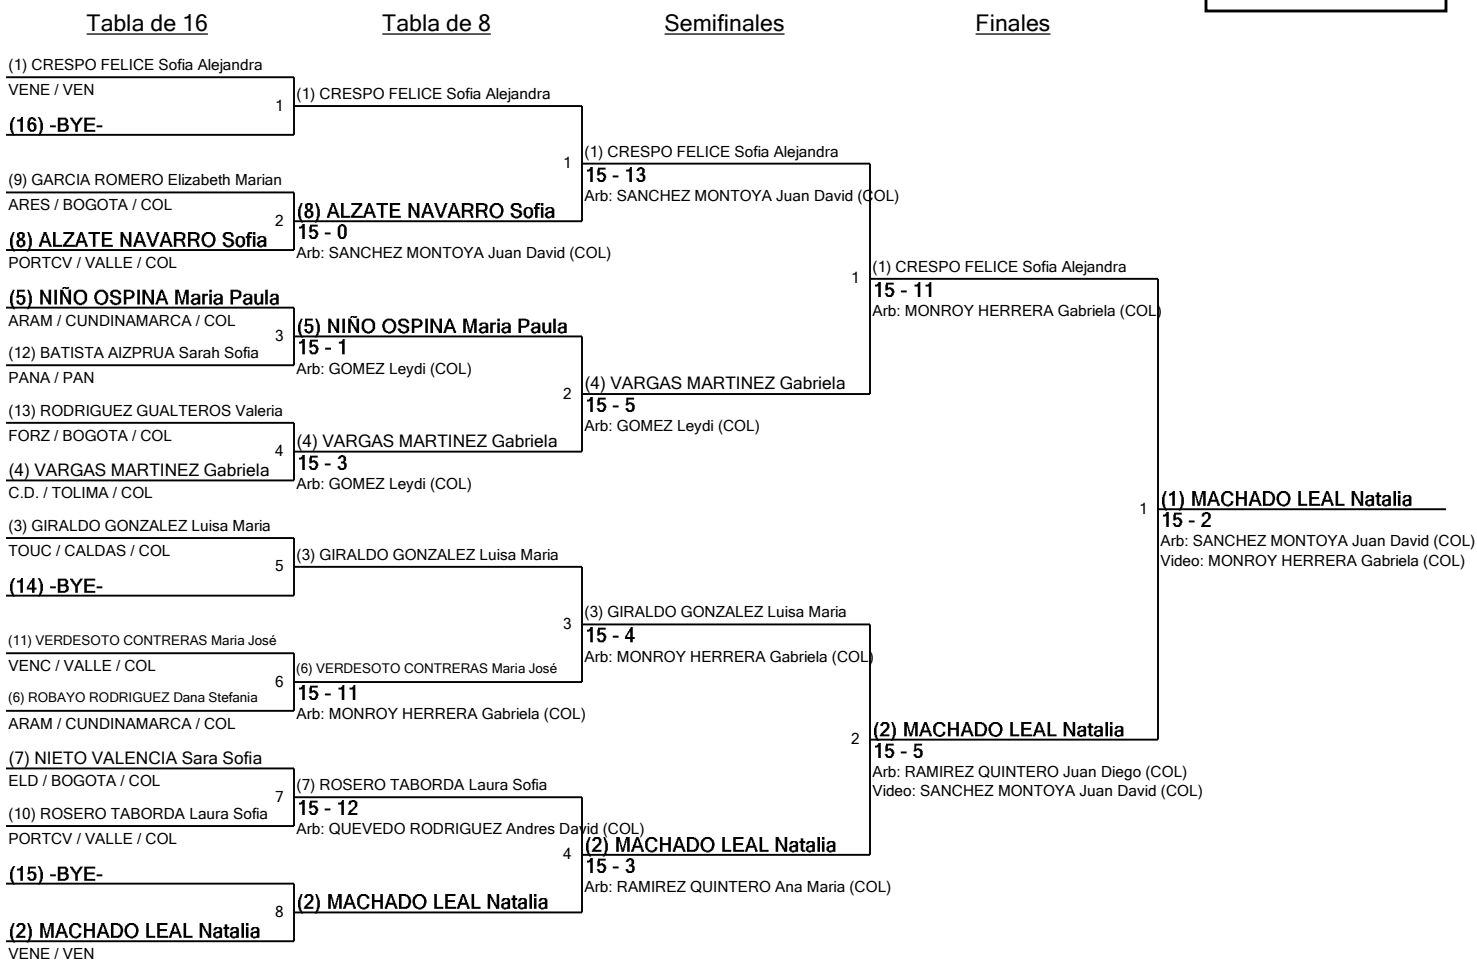 Tabla de 16
Tabla de 8
Semifinales
Finales
(1) CRESPO FELICE Sofia Alejandra
VENE / VEN
1
(16) -BYE-
(9) GARCIA ROMERO Elizabeth Marian
ARES / BOGOTA / COL
2
(8) ALZATE NAVARRO Sofia
PORTCV / VALLE / COL
(5) NIÑO OSPINA Maria Paula
ARAM / CUNDINAMARCA / COL
3
(12) BATISTA AIZPRUA Sarah Sofia
PANA / PAN
(13) RODRIGUEZ GUALTEROS Valeria
FORZ / BOGOTA / COL
4
(4) VARGAS MARTINEZ Gabriela
C.D. / TOLIMA / COL
(3) GIRALDO GONZALEZ Luisa Maria
TOUC / CALDAS / COL
5
(14) -BYE-
(11) VERDESOTO CONTRERAS Maria José
VENC / VALLE / COL
6
(6) ROBAYO RODRIGUEZ Dana Stefania
ARAM / CUNDINAMARCA / COL
(7) NIETO VALENCIA Sara Sofia
ELD / BOGOTA / COL
7
(10) ROSERO TABORDA Laura Sofia
PORTCV / VALLE / COL
(15) -BYE-
8
(2) MACHADO LEAL Natalia
VENE / VEN
(1) CRESPO FELICE Sofia Alejandra
1
(8) ALZATE NAVARRO Sofia
15 - 0
Arb: SANCHEZ MONTOYA Juan David (COL)
(5) NIÑO OSPINA Maria Paula
15 - 1
Arb: GOMEZ Leydi (COL)
2
(4) VARGAS MARTINEZ Gabriela
15 - 3
Arb: GOMEZ Leydi (COL)
(3) GIRALDO GONZALEZ Luisa Maria
3
(6) VERDESOTO CONTRERAS Maria José
15 - 11
Arb: MONROY HERRERA Gabriela (COL)
(7) ROSERO TABORDA Laura Sofia
15 - 12
Arb: QUEVEDO RODRIGUEZ Andres David (COL)
4
(2) MACHADO LEAL Natalia
(1) CRESPO FELICE Sofia Alejandra
15 - 13
Arb: SANCHEZ MONTOYA Juan David (COL)
1
(4) VARGAS MARTINEZ Gabriela
15 - 5
Arb: GOMEZ Leydi (COL)
(3) GIRALDO GONZALEZ Luisa Maria
15 - 4
Arb: MONROY HERRERA Gabriela (COL)
2
(2) MACHADO LEAL Natalia
15 - 3
Arb: RAMIREZ QUINTERO Ana Maria (COL)
(1) CRESPO FELICE Sofia Alejandra
15 - 11
Arb: MONROY HERRERA Gabriela (COL)
1
(2) MACHADO LEAL Natalia
15 - 5
Arb: RAMIREZ QUINTERO Juan Diego (COL)
Video: SANCHEZ MONTOYA Juan David (COL)
(1) MACHADO LEAL Natalia
15 - 2
Arb: SANCHEZ MONTOYA Juan David (COL)
Video: MONROY HERRERA Gabriela (COL)